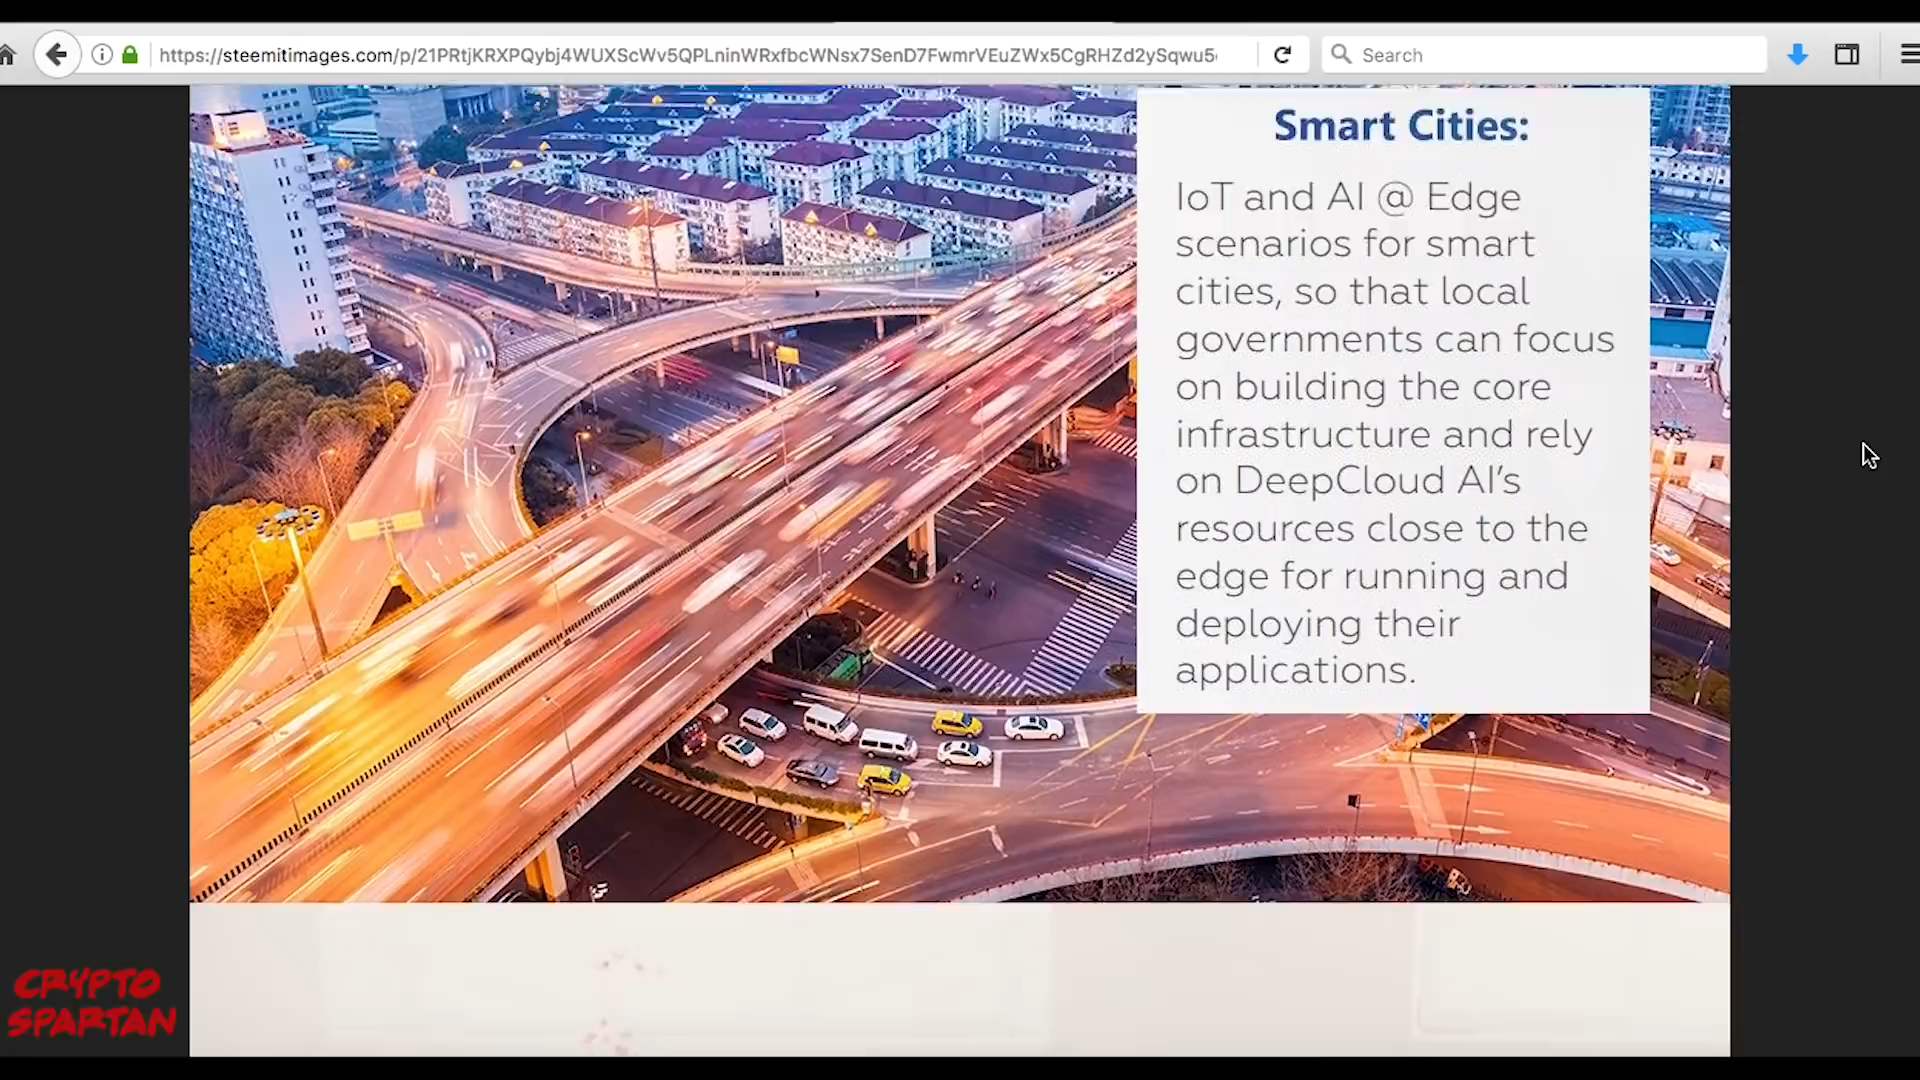 https://steemitimages.com/p/21PRtjKRXPQybj4WUXScWv5QPLninWRxfbcWNsx7SenD7FwmrVEuZWx5CgRHZd2ySqwu5
Search
Smart Cities:
IoT and AI @ Edge
scenarios for smart
cities, so that local
governments can focus
on building the core
infrastructure and rely
on DeepCloud AI's
resources close to the
edge for running and
deploying their
applications.
CRYPTO
SPARTAN